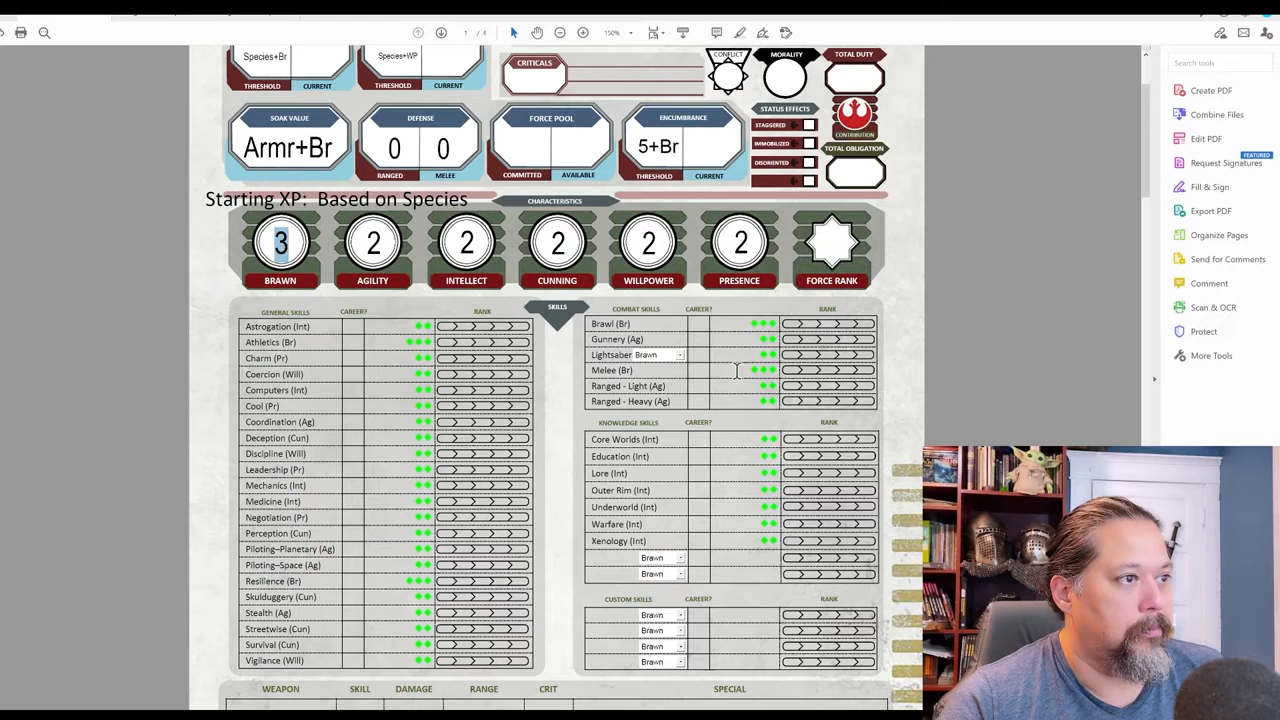 1 / 4
150%
Search tools
Species+Br
Species+WP
THRESHOLD CURRENT
THRESHOLD CURRENT
CRITICALS
CONFLICT
MORALITY
TOTAL DUTY
SOAK VALUE
Armr+Br
DEFENSE
0 0
RANGED MELEE
FORCE POOL
COMMITTED AVAILABLE
ENCUMBRANCE
5+Br
THRESHOLD CURRENT
STATUS EFFECTS
STAGGERED
IMMOBILIZED
DISORIENTED
CONTRIBUTION
TOTAL OBLIGATION
Starting XP: Based on Species
CHARACTERISTICS
3 2 2 2 2 2
BRAWN AGILITY INTELLECT CUNNING WILLPOWER PRESENCE FORCE RANK
SKILLS
GENERAL SKILLS CAREER? RANK
Astrogation (Int)
Athletics (Br)
Charm (Pr)
Coercion (Will)
Computers (Int)
Cool (Pr)
Coordination (Ag)
Deception (Cun)
Discipline (Will)
Leadership (Pr)
Mechanics (Int)
Medicine (Int)
Negotiation (Pr)
Perception (Cun)
Piloting–Planetary (Ag)
Piloting–Space (Ag)
Resilience (Br)
Skulduggery (Cun)
Stealth (Ag)
Streetwise (Cun)
Survival (Cun)
Vigilance (Will)
COMBAT SKILLS CAREER? RANK
Brawl (Br)
Gunnery (Ag)
Lightsaber Brawn
Melee (Br)
Ranged - Light (Ag)
Ranged - Heavy (Ag)
KNOWLEDGE SKILLS CAREER? RANK
Core Worlds (Int)
Education (Int)
Lore (Int)
Outer Rim (Int)
Underworld (Int)
Warfare (Int)
Xenology (Int)
Brawn
Brawn
CUSTOM SKILLS CAREER? RANK
Brawn
Brawn
Brawn
Brawn
WEAPON SKILL DAMAGE RANGE CRIT SPECIAL
Create PDF
Combine Files
Edit PDF
FEATURED
Request Signatures
Fill & Sign
Export PDF
Organize Pages
Send for Comments
Comment
Scan & OCR
Protect
More Tools